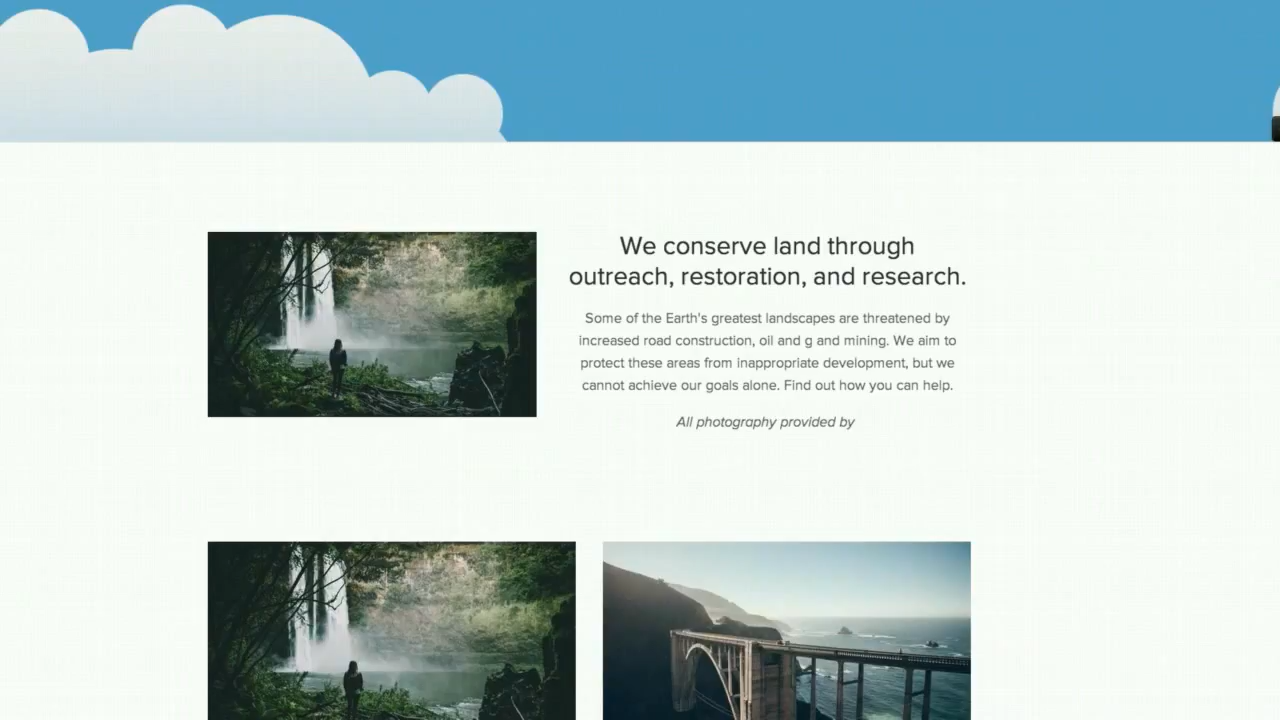 We conserve land through
outreach, restoration, and research.
Some of the Earth's greatest landscapes are threatened by
increased road construction, oil and g and mining. We aim to
protect these areas from inappropriate development, but we
cannot achieve our goals alone. Find out how you can help.
All photography provided by